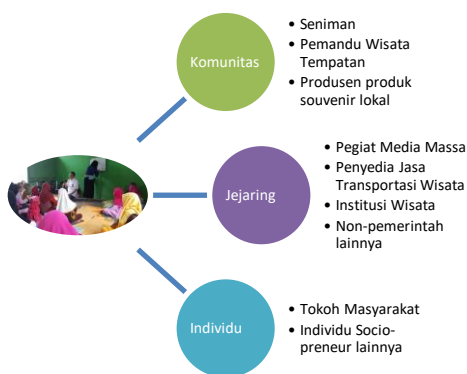 Komunitas
• Seniman
• Pemandu Wisata
Tempatan
• Produsen produk
souvenir lokal
Jejaring
• Pegiat Media Massa
• Penyedia Jasa
Transportasi Wisata
• Institusi Wisata
• Non-pemerintah
lainnya
Individu
• Tokoh Masyarakat
• Individu Socio-
preneur lainnya